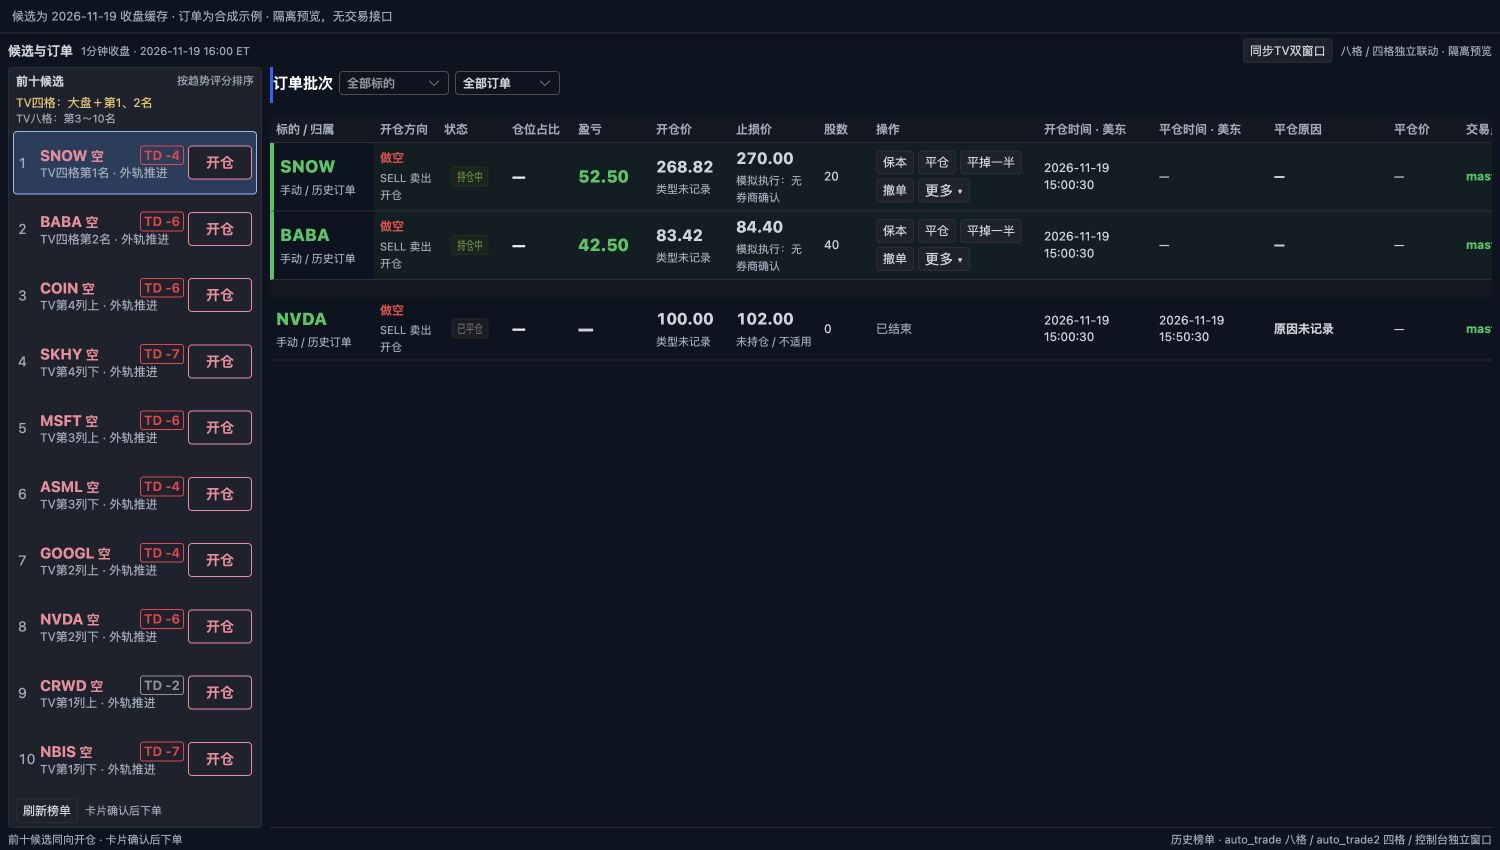 候选为 2026-11-19 收盘缓存 · 订单为合成示例 · 隔离预览，无交易接口
候选与订单 1分钟收盘 · 2026-11-19 16:00 ET
同步TV双窗口 八格 / 四格独立联动 · 隔离预览
前十候选 按趋势评分排序
TV四格：大盘＋第1、2名
TV八格：第3～10名
1 SNOW 空 TD -4 开仓
TV四格第1名 · 外轨推进
2 BABA 空 TD -6 开仓
TV四格第2名 · 外轨推进
3 COIN 空 TD -6 开仓
TV第4列上 · 外轨推进
4 SKHY 空 TD -7 开仓
TV第4列下 · 外轨推进
5 MSFT 空 TD -6 开仓
TV第3列上 · 外轨推进
6 ASML 空 TD -4 开仓
TV第3列下 · 外轨推进
7 GOOGL 空 TD -4 开仓
TV第2列上 · 外轨推进
8 NVDA 空 TD -6 开仓
TV第2列下 · 外轨推进
9 CRWD 空 TD -2 开仓
TV第1列上 · 外轨推进
10 NBIS 空 TD -7 开仓
TV第1列下 · 外轨推进
刷新榜单 卡片确认后下单
订单批次 全部标的 全部订单
标的 / 归属 开仓方向 状态 仓位占比 盈亏 开仓价 止损价 股数 操作 开仓时间 · 美东 平仓时间 · 美东 平仓原因 平仓价 交易
SNOW
手动 / 历史订单
做空
SELL 卖出
开仓
持仓中
—
52.50
268.82
类型未记录
270.00
模拟执行：无
券商确认
20
保本 平仓 平掉一半
撤单 更多 ▾
2026-11-19
15:00:30
—
—
—
mas
BABA
手动 / 历史订单
做空
SELL 卖出
开仓
持仓中
—
42.50
83.42
类型未记录
84.40
模拟执行：无
券商确认
40
保本 平仓 平掉一半
撤单 更多 ▾
2026-11-19
15:00:30
—
—
—
mas
NVDA
手动 / 历史订单
做空
SELL 卖出
开仓
已平仓
—
—
100.00
类型未记录
102.00
未持仓 / 不适用
0
已结束
2026-11-19
15:00:30
2026-11-19
15:50:30
原因未记录
—
mas
前十候选同向开仓 · 卡片确认后下单
历史榜单 · auto_trade 八格 / auto_trade2 四格 / 控制台独立窗口